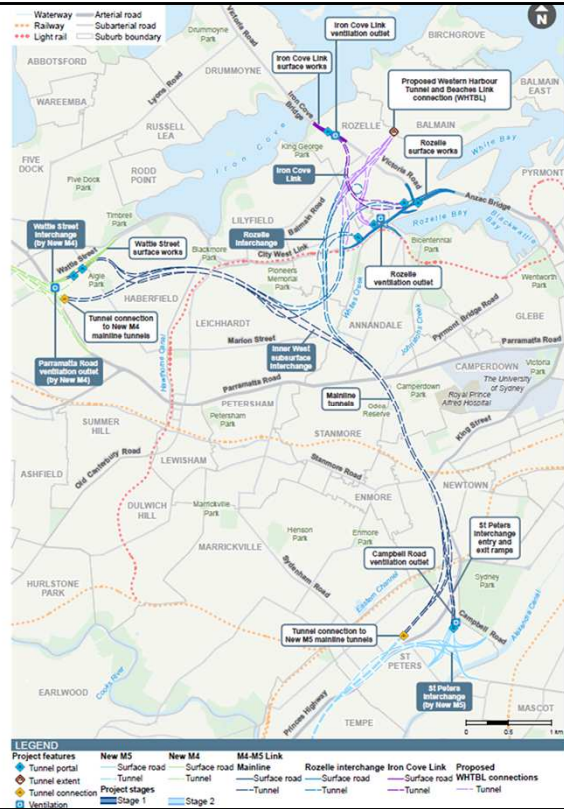 Waterway
Arterial road
Railway
Subarterial road
Light rail
Suburb boundary
N
Victoria Road
Drummoyne
Park
Iron Cove Link
ventilation outlet
BIRCHGROVE
ABBOTSFORD
Lyons Road
DRUMMOYNE
Iron Cove Link
surface works
Proposed Western Harbour
Tunnel and Beaches Link
connection (WHTBL)
BALMAIN
EAST
WAREEMBA
Iron Cove
Bridge
ROZELLE
BALMAIN
RUSSELL
LEA
Iron Cove
King George
Park
White Bay
Rozelle
surface works
FIVE
DOCK
RODD
POINT
Iron Cove
Link
Victoria Road
PYRMONT
Five Dock
Park
Anzac Bridge
Timbrell
Park
LILYFIELD
Balmain Road
Rozelle Bay
Blackwattle
Bay
Wattle Street
Interchange
(by New M4)
Wattle Street
surface works
Rozelle
Interchange
Bicentennial
Park
Wattle Street
Blackmore
Park
City West Link
Algie
Park
Pioneers
Memorial
Park
Rozelle
ventilation outlet
Wentworth
Park
HABERFIELD
Whites Creek
Tunnel connection
to New M4
mainline tunnels
LEICHHARDT
ANNANDALE
Johnstons Creek
Pyrmont Bridge Road
GLEBE
Marion Street
Parramatta Road
Hawthorne Canal
Inner West
subsurface
Interchange
Parramatta Road
ventilation outlet
(by New M4)
Parramatta Road
CAMPERDOWN
Victoria
Park
The University
of Sydney
Mainline
tunnels
Camperdown
Park
Royal Prince
Alfred Hospital
PETERSHAM
Petersham
Park
SUMMER
HILL
O'Dea
Reserve
King Street
STANMORE
Old Canterbury Road
ASHFIELD
LEWISHAM
Stanmore Road
NEWTOWN
ENMORE
DULWICH
HILL
Marrickville
Park
Henson
Park
Enmore
Park
St Peters
Interchange
entry and
exit ramps
MARRICKVILLE
Campbell Road
ventilation outlet
Sydenham Road
Sydney
Park
HURLSTONE
PARK
Eastern Channel
Campbell Road
Alexandra Canal
Tunnel connection to
New M5 mainline tunnels
ST
PETERS
Cooks River
St Peters
Interchange
(by New M5)
EARLWOOD
Princes Highway
MASCOT
TEMPE
0
0.5
1 km
LEGEND
Project features
Tunnel portal
Tunnel extent
Tunnel connection
Ventilation
New M5
Surface road
Tunnel
Project stages
Stage 1
Stage 2
New M4
Surface road
Tunnel
M4-M5 Link
Mainline
Surface road
Tunnel
Rozelle interchange
Surface road
Tunnel
Iron Cove Link
Surface road
Tunnel
Proposed
WHTBL connections
Tunnel